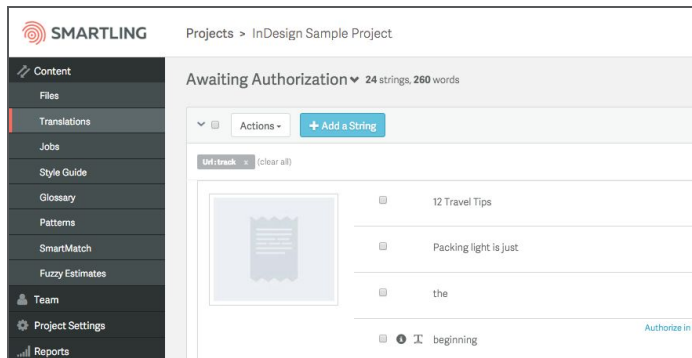 SMARTLING
Projects > InDesign Sample Project
Content
Files
Translations
Jobs
Style Guide
Glossary
Patterns
SmartMatch
Fuzzy Estimates
Team
Project Settings
Reports
Awaiting Authorization 24 strings, 260 words
Actions
+ Add a String
Url:track x (clear all)
12 Travel Tips
Packing light is just
the
beginning
Authorize in